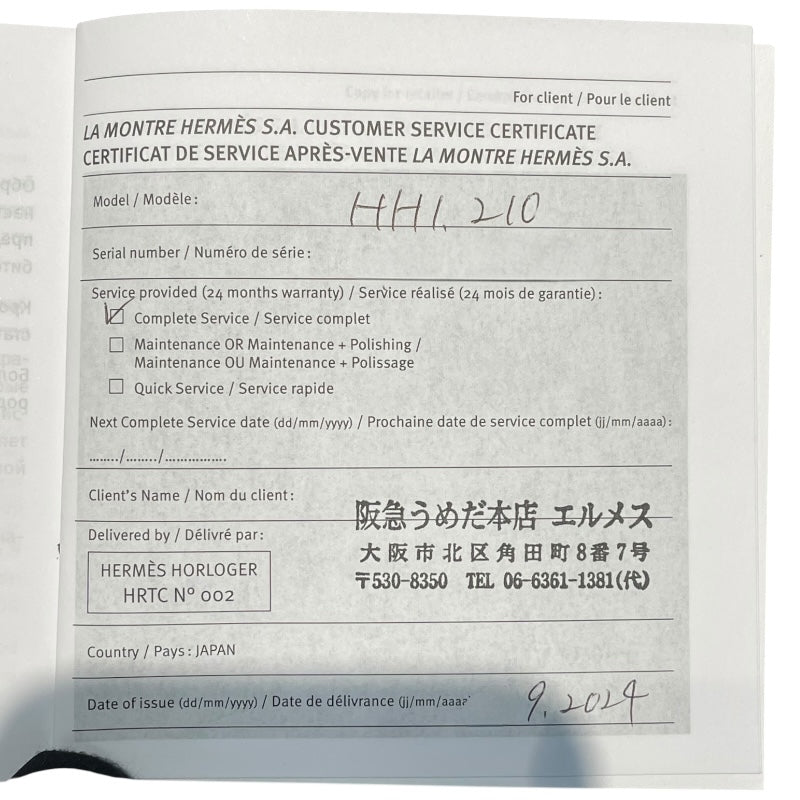 For client / Pour le client
LA MONTRE HERMÈS S.A. CUSTOMER SERVICE CERTIFICATE
CERTIFICAT DE SERVICE APRÈS-VENTE LA MONTRE HERMÈS S.A.
Model / Modèle : HH1. 210
Serial number / Numéro de série :
Service provided (24 months warranty) / Service réalisé (24 mois de garantie) :
Complete Service / Service complet
Maintenance OR Maintenance + Polishing /
Maintenance OU Maintenance + Polissage
Quick Service / Service rapide
Next Complete Service date (dd/mm/yyyy) / Prochaine date de service complet (jj/mm/aaaa) :
......../......../................
Client's Name / Nom du client :
阪急うめだ本店 エルメス
Delivered by / Délivré par :
大阪市北区角田町8番7号
HERMÈS HORLOGER
〒530-8350 TEL 06-6361-1381(代)
HRTC Nº 002
Country / Pays : JAPAN
Date of issue (dd/mm/yyyy) / Date de délivrance (jj/mm/aaaa 9. 2024